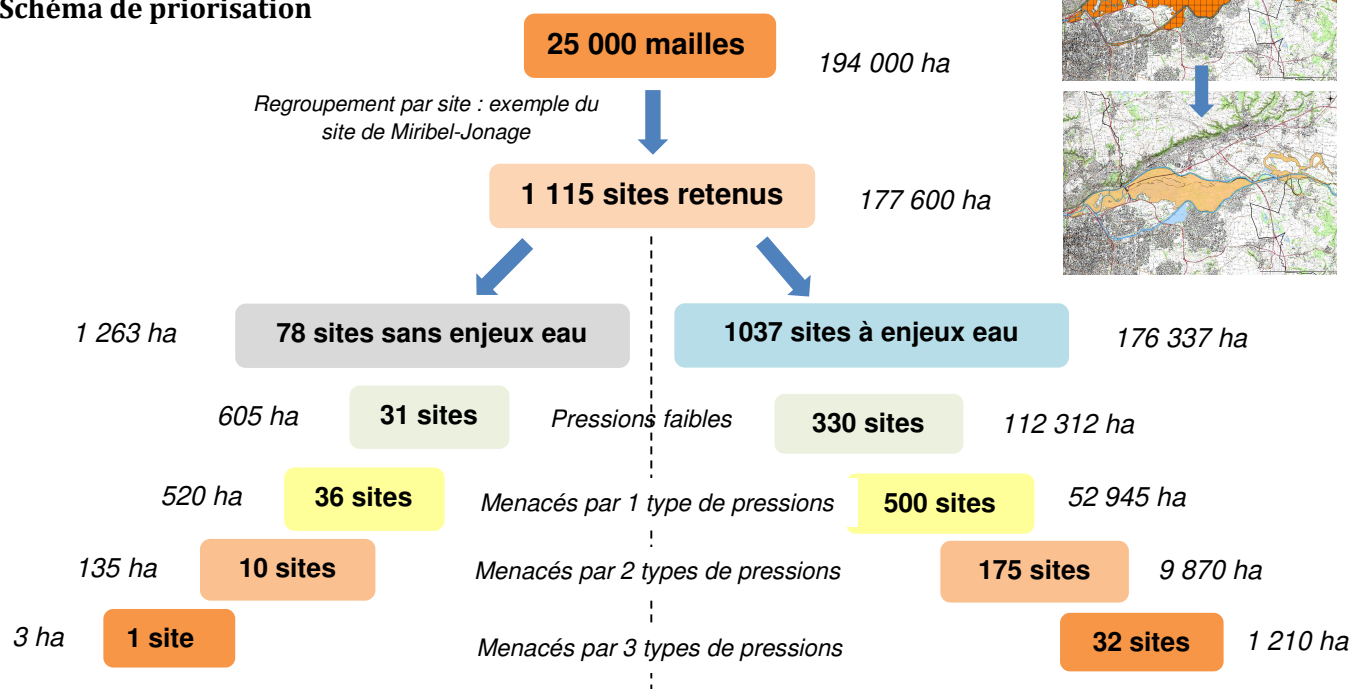 Schéma de priorisation
25 000 mailles
194 000 ha
Regroupement par site : exemple du
site de Miribel-Jonage
1 115 sites retenus
177 600 ha
1 263 ha
78 sites sans enjeux eau
1037 sites à enjeux eau
176 337 ha
605 ha
31 sites
Pressions faibles
330 sites
112 312 ha
520 ha
36 sites
Menacés par 1 type de pressions
500 sites
52 945 ha
135 ha
10 sites
Menacés par 2 types de pressions
175 sites
9 870 ha
3 ha
1 site
Menacés par 3 types de pressions
32 sites
1 210 ha